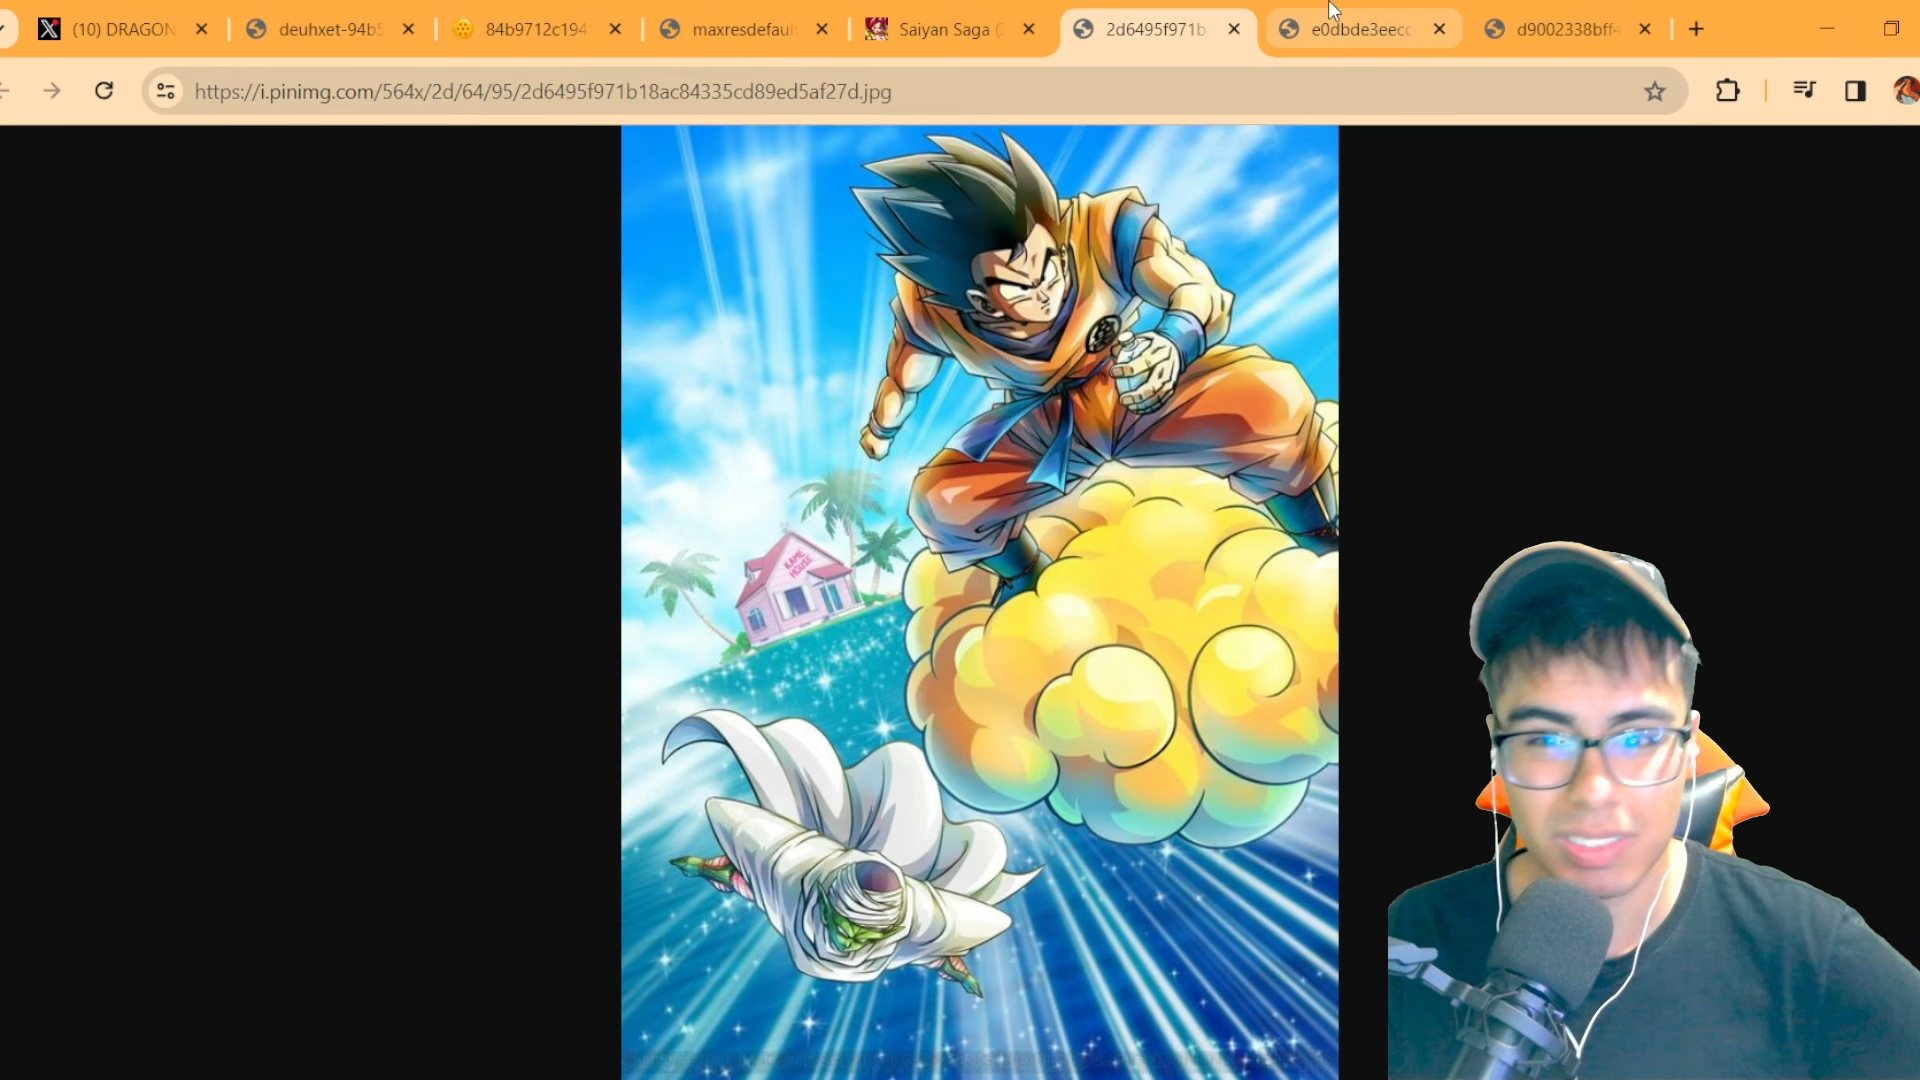 (10) DRAGON
deuhxet-94b5
84b9712c194
maxresdefaul
Saiyan Saga (
2d6495f971b
e0dbde3eecc
d9002338bff4
https://i.pinimg.com/564x/2d/64/95/2d6495f971b18ac84335cd89ed5af27d.jpg
KAME
HOUSE